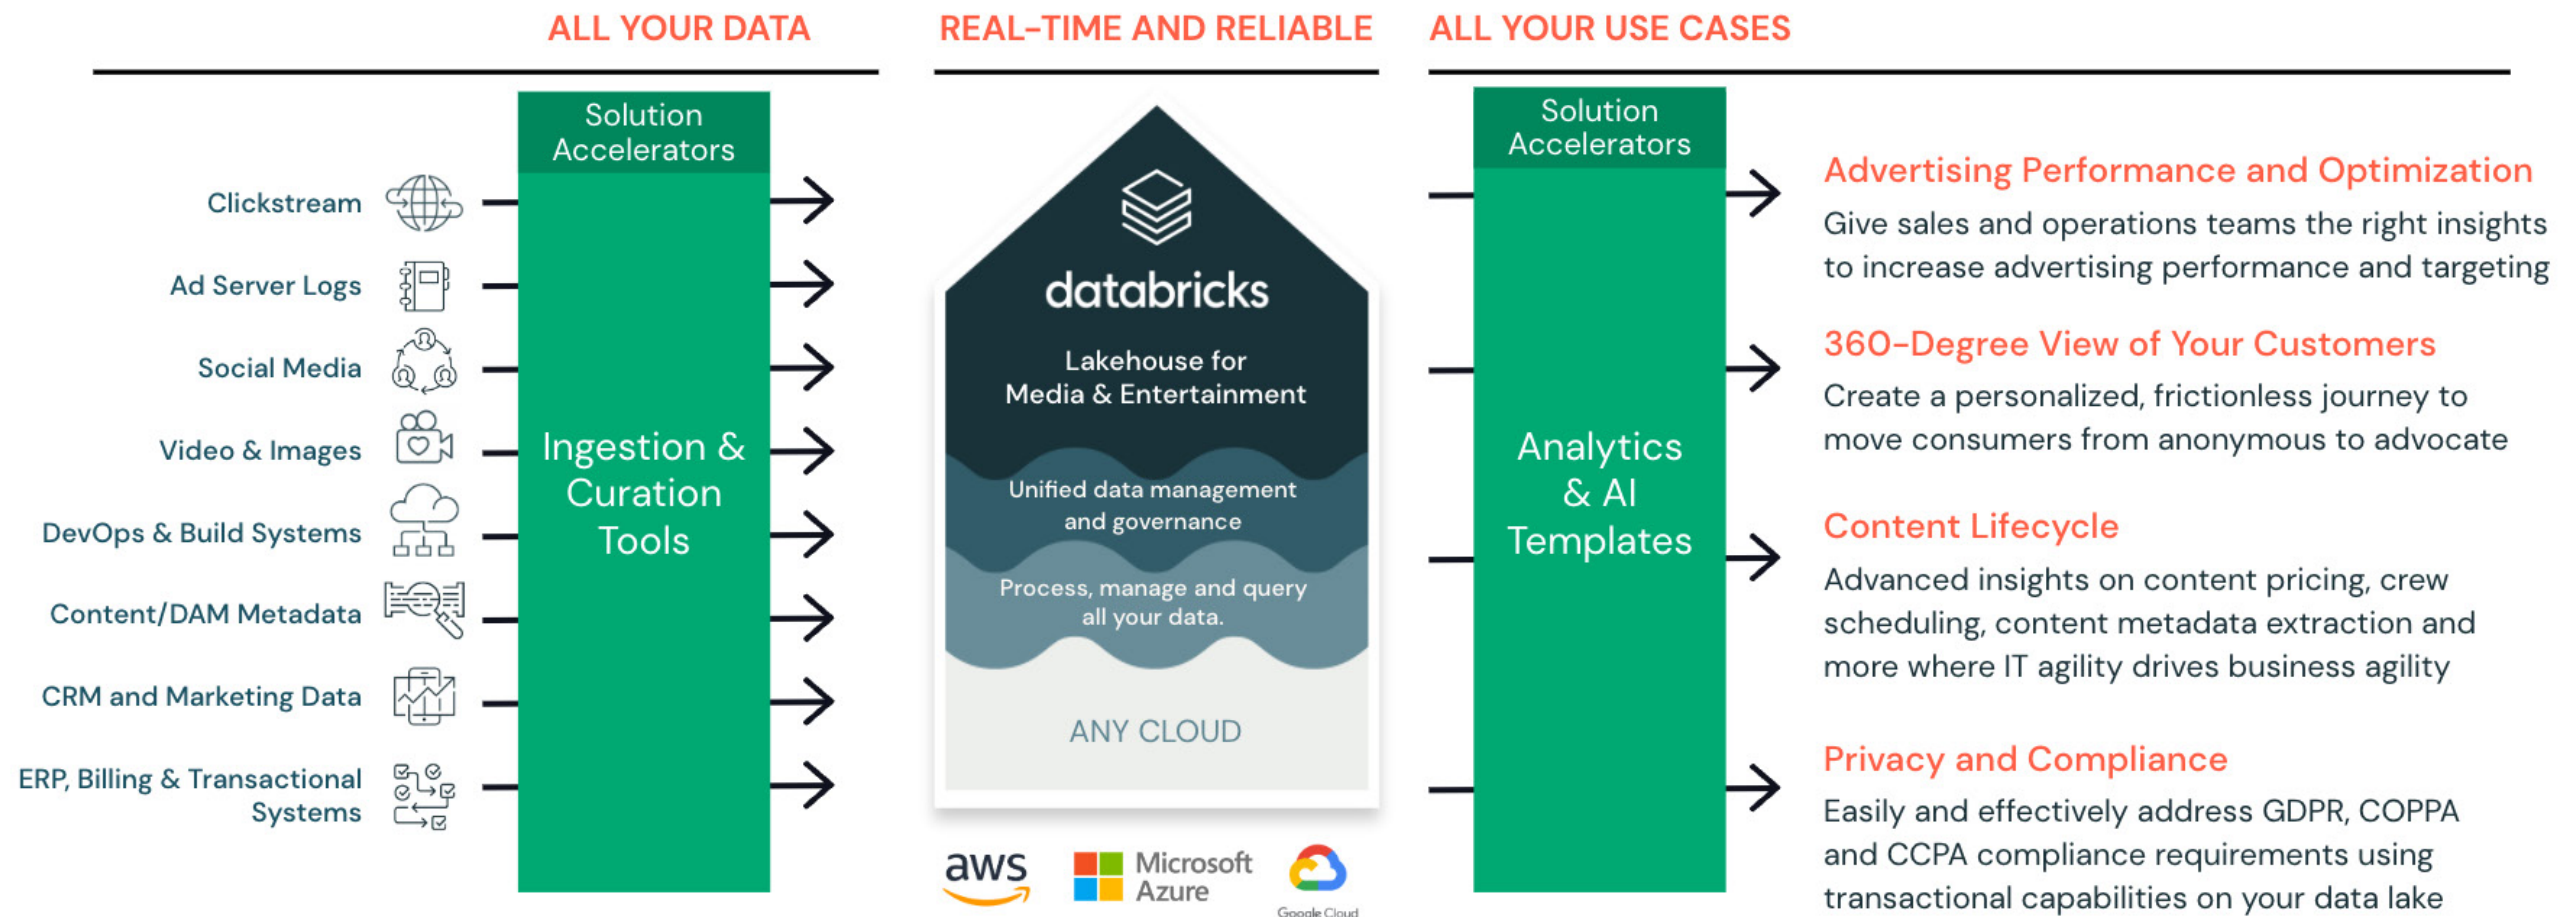 ALL YOUR DATA
REAL-TIME AND RELIABLE
ALL YOUR USE CASES
Solution
Accelerators
Clickstream
Ad Server Logs
Social Media
Video & Images
DevOps & Build Systems
Content/DAM Metadata
CRM and Marketing Data
ERP, Billing & Transactional
Systems
Ingestion &
Curation
Tools
databricks
Lakehouse for
Media & Entertainment
Unified data management
and governance
Process, manage and query
all your data.
ANY CLOUD
aws
Microsoft
Azure
Google Cloud
Solution
Accelerators
Analytics
& AI
Templates
Advertising Performance and Optimization
Give sales and operations teams the right insights
to increase advertising performance and targeting
360-Degree View of Your Customers
Create a personalized, frictionless journey to
move consumers from anonymous to advocate
Content Lifecycle
Advanced insights on content pricing, crew
scheduling, content metadata extraction and
more where IT agility drives business agility
Privacy and Compliance
Easily and effectively address GDPR, COPPA
and CCPA compliance requirements using
transactional capabilities on your data lake